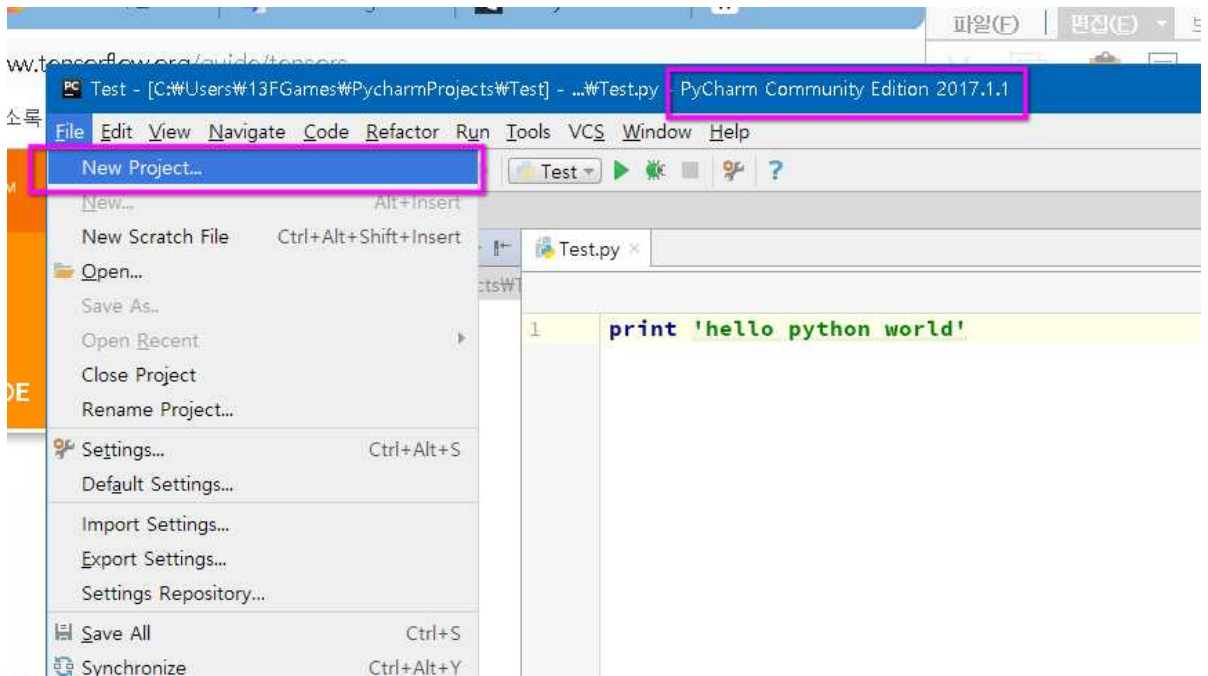 파일(F) 편집(E)
ww.tensorflow.org/guide/tensors
소록
PC Test - [C:₩Users₩13FGames₩PycharmProjects₩Test] - ...₩Test.py - PyCharm Community Edition 2017.1.1
File Edit View Navigate Code Refactor Run Tools VCS Window Help
New Project...
Test
?
New... Alt+Insert
New Scratch File Ctrl+Alt+Shift+Insert
Test.py
Open...
cts₩T
Save As..
1 print 'hello python world'
Open Recent
Close Project
DE
Rename Project...
Settings... Ctrl+Alt+S
Default Settings...
Import Settings...
Export Settings...
Settings Repository...
Save All Ctrl+S
Synchronize Ctrl+Alt+Y